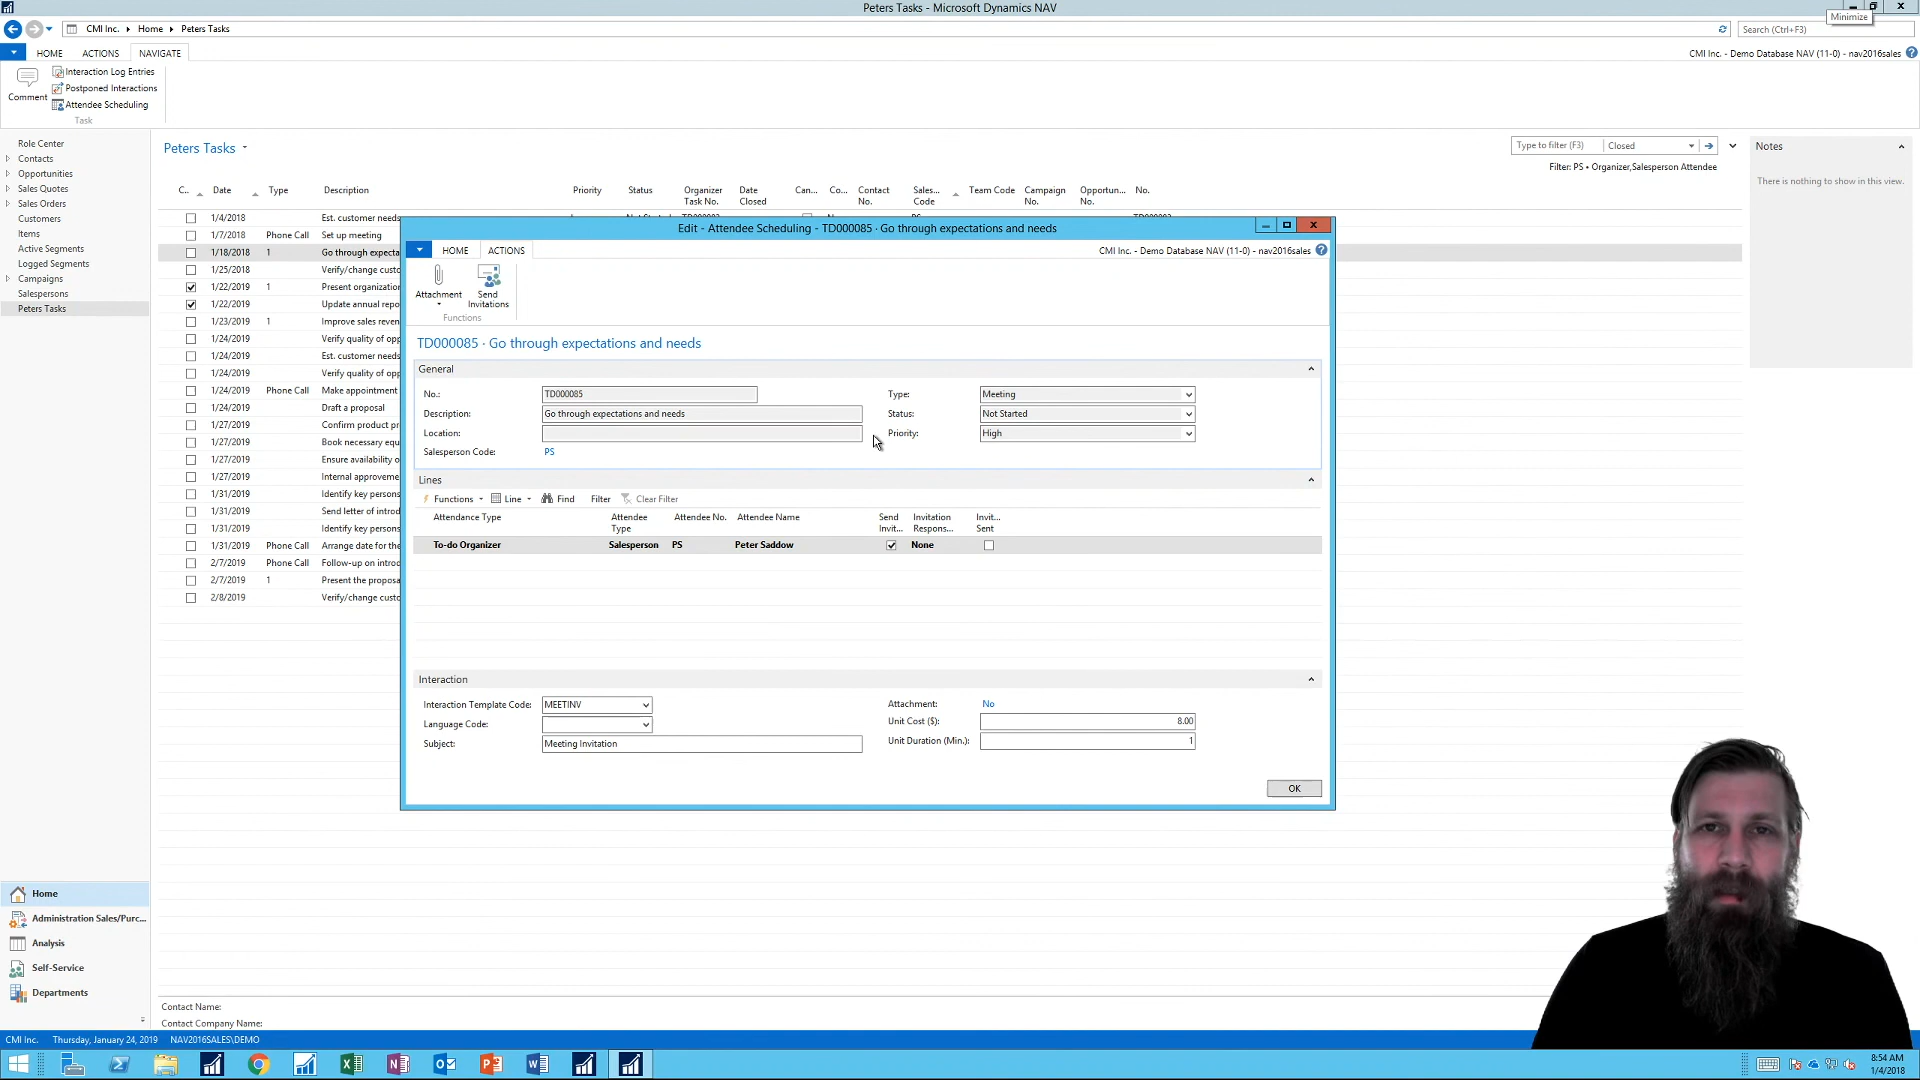 Peters Tasks - Microsoft Dynamics NAV
Minimize
CMI Inc. Home Peters Tasks
Search (Ctrl+F3)
HOME ACTIONS NAVIGATE
CMI Inc. - Demo Database NAV (11-0) - nav2016sales
Comment
Interaction Log Entries
Postponed Interactions
Attendee Scheduling
Task
Role Center
Contacts
Opportunities
Sales Quotes
Sales Orders
Customers
Items
Active Segments
Logged Segments
Campaigns
Salespersons
Peters Tasks
Peters Tasks
Type to filter (F3) Closed
Filter: PS • Organizer,Salesperson Attendee
Notes
There is nothing to show in this view.
C.. Date Type Description Priority Status Organizer Task No. Date Closed Can... Co... Contact No. Sales... Code Team Code Campaign No. Opportun... No. No.
1/4/2018 Est. customer needs
1/7/2018 Phone Call Set up meeting
1/18/2018 1 Go through expecta
1/25/2018 Verify/change custo
1/22/2019 1 Present organization
1/22/2019 Update annual repo
1/23/2019 1 Improve sales reven
1/24/2019 Verify quality of opp
1/24/2019 Est. customer needs
1/24/2019 Verify quality of opp
1/24/2019 Phone Call Make appointment
1/24/2019 Draft a proposal
1/27/2019 Confirm product pr
1/27/2019 Book necessary equ
1/27/2019 Ensure availability o
1/27/2019 Internal approveme
1/31/2019 Identify key persons
1/31/2019 Send letter of introd
1/31/2019 Identify key persons
1/31/2019 Phone Call Arrange date for the
2/7/2019 Phone Call Follow-up on introd
2/7/2019 1 Present the proposa
2/8/2019 Verify/change custo
Edit - Attendee Scheduling - TD000085 · Go through expectations and needs
HOME ACTIONS
CMI Inc. - Demo Database NAV (11-0) - nav2016sales
Attachment
Send Invitations
Functions
TD000085 · Go through expectations and needs
General
No.: TD000085
Description: Go through expectations and needs
Location:
Salesperson Code: PS
Type: Meeting
Status: Not Started
Priority: High
Lines
Functions Line Find Filter Clear Filter
Attendance Type Attendee Type Attendee No. Attendee Name Send Invit... Invitation Respons... Invit... Sent
To-do Organizer Salesperson PS Peter Saddow None
Interaction
Interaction Template Code: MEETINV
Language Code:
Subject: Meeting Invitation
Attachment: No
Unit Cost ($): 8.00
Unit Duration (Min.): 1
OK
Home
Administration Sales/Purc...
Analysis
Self-Service
Departments
Contact Name:
Contact Company Name:
CMI Inc. Thursday, January 24, 2019 NAV2016SALES\DEMO
8:54 AM
1/4/2018